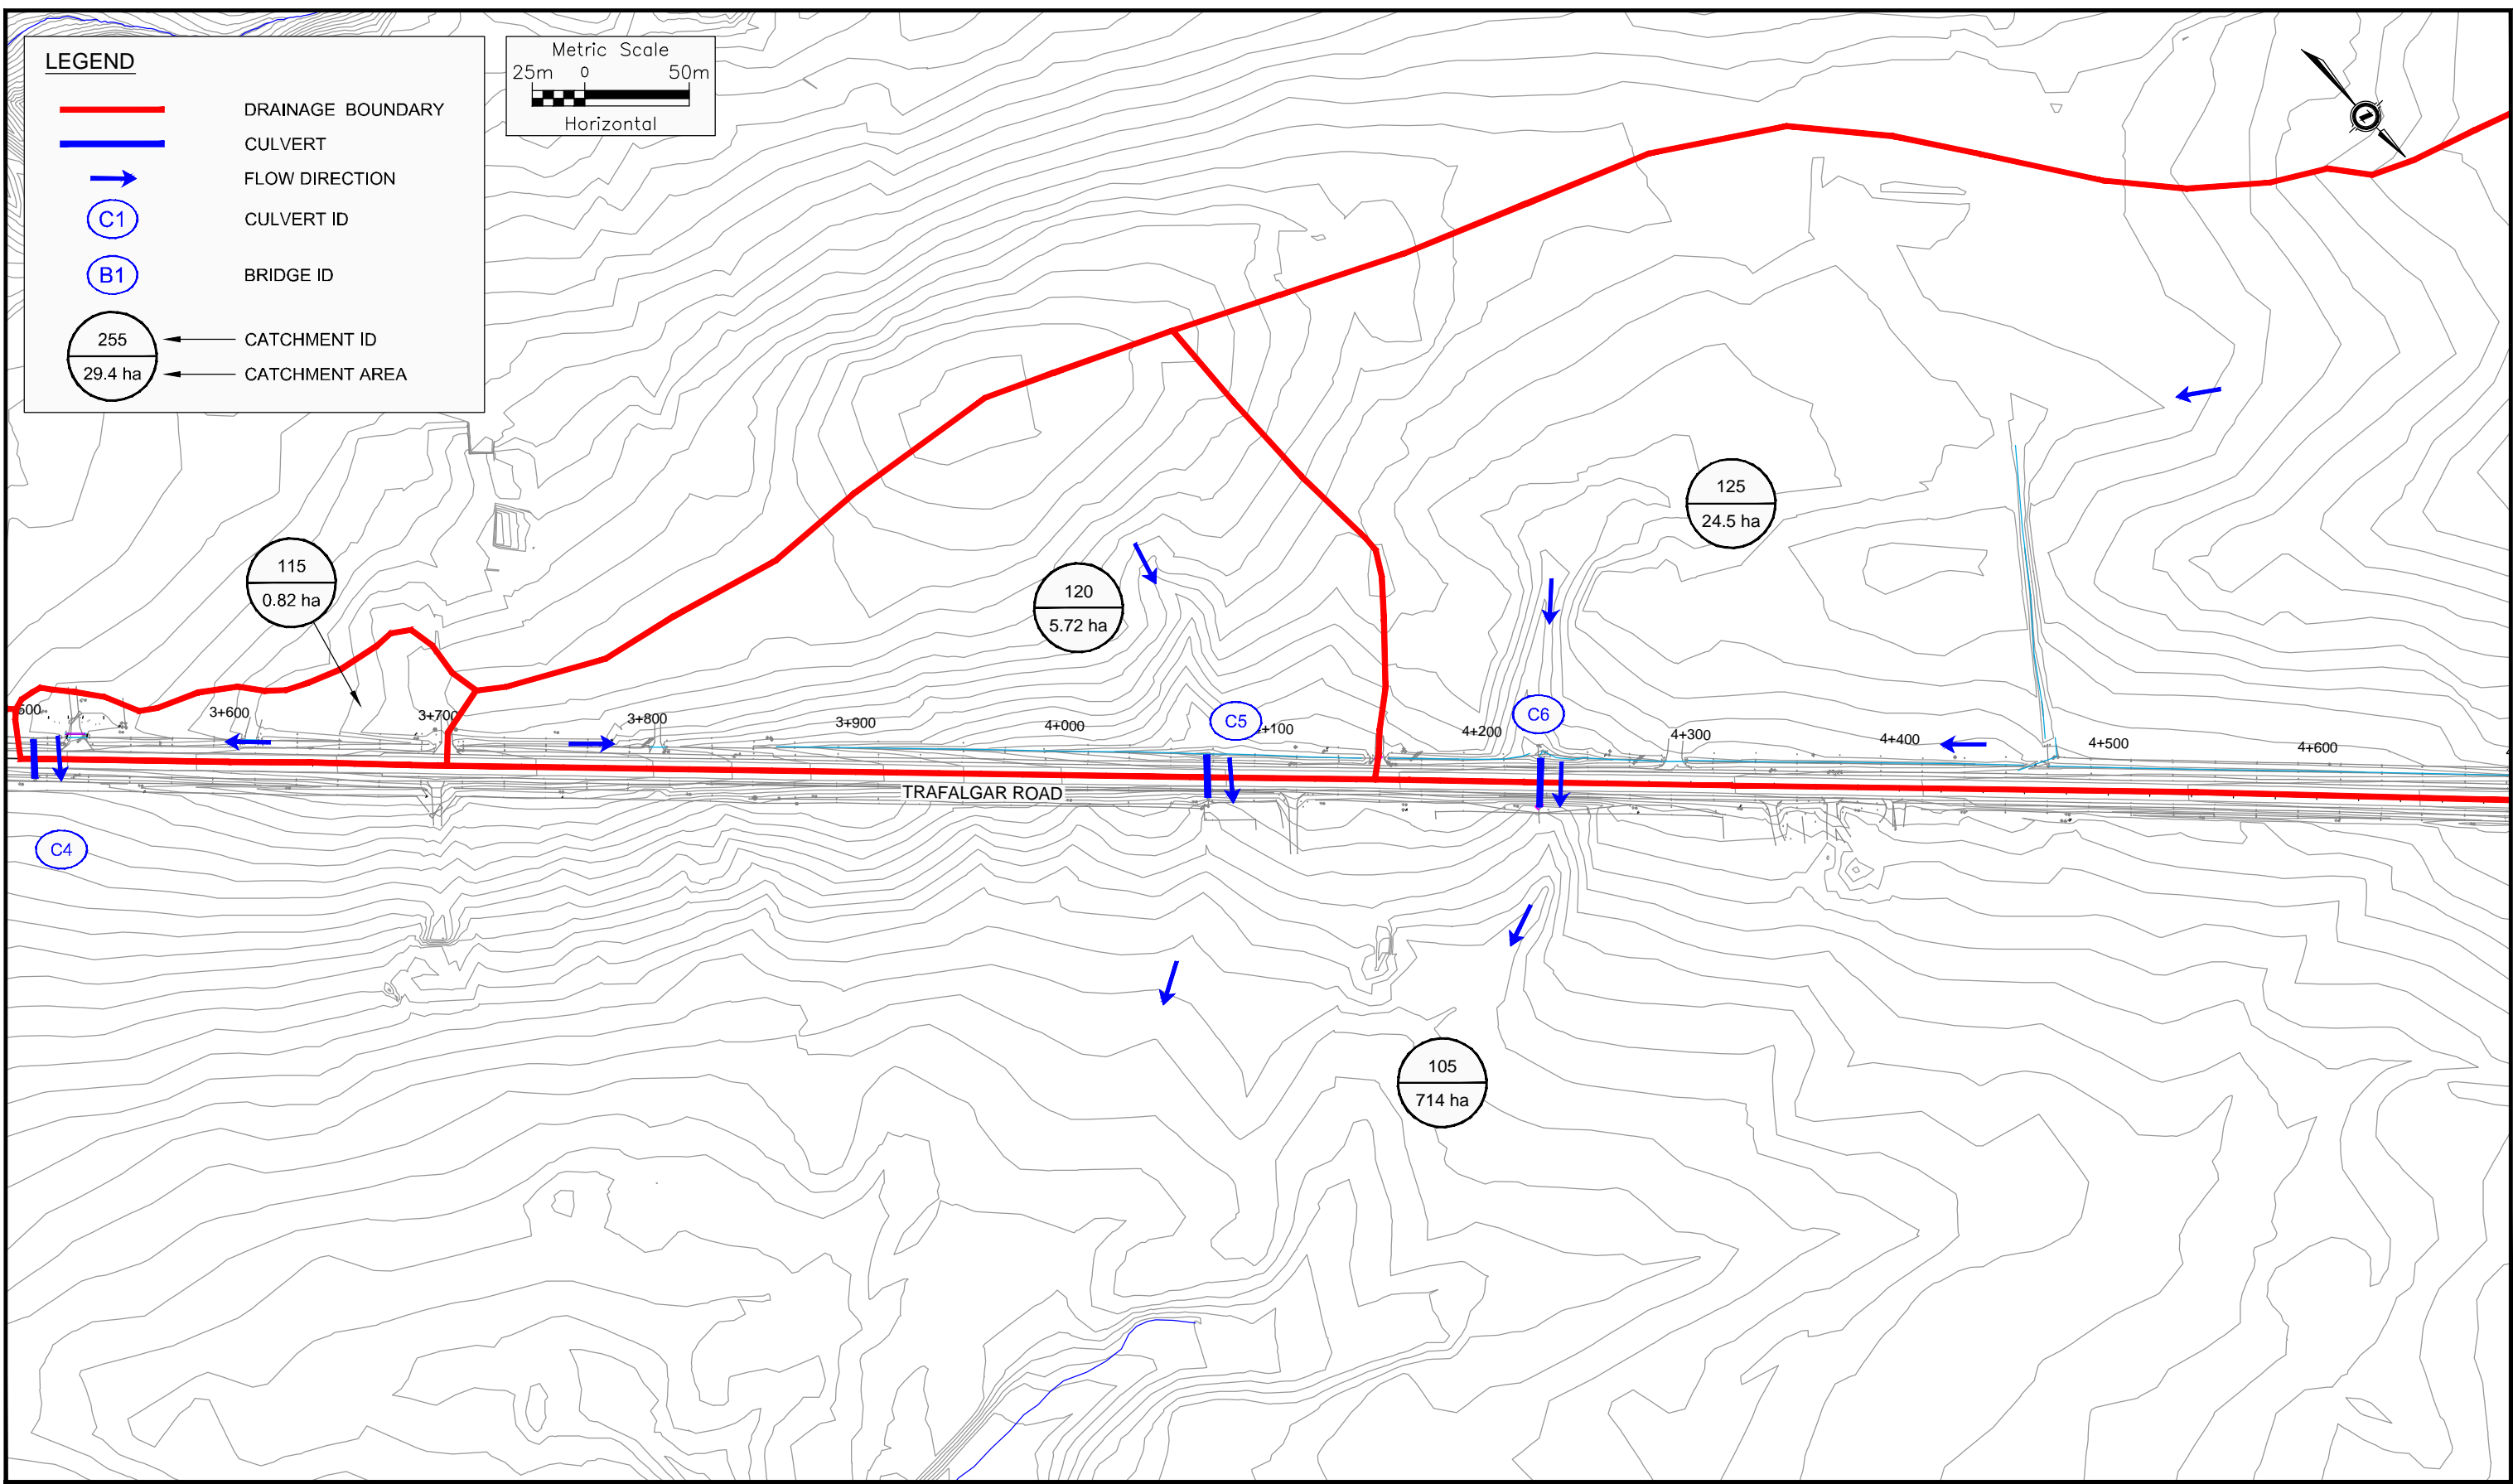 LEGEND
DRAINAGE BOUNDARY
CULVERT
FLOW DIRECTION
C1 CULVERT ID
B1 BRIDGE ID
255 CATCHMENT ID
29.4 ha CATCHMENT AREA
Metric Scale
25m 0 50m
Horizontal
125
24.5 ha
115
0.82 ha
120
5.72 ha
500 3+600 3+700 3+800 3+900 4+000 C5 +100 4+200 C6 4+300 4+400 4+500 4+600
TRAFALGAR ROAD
C4
105
714 ha